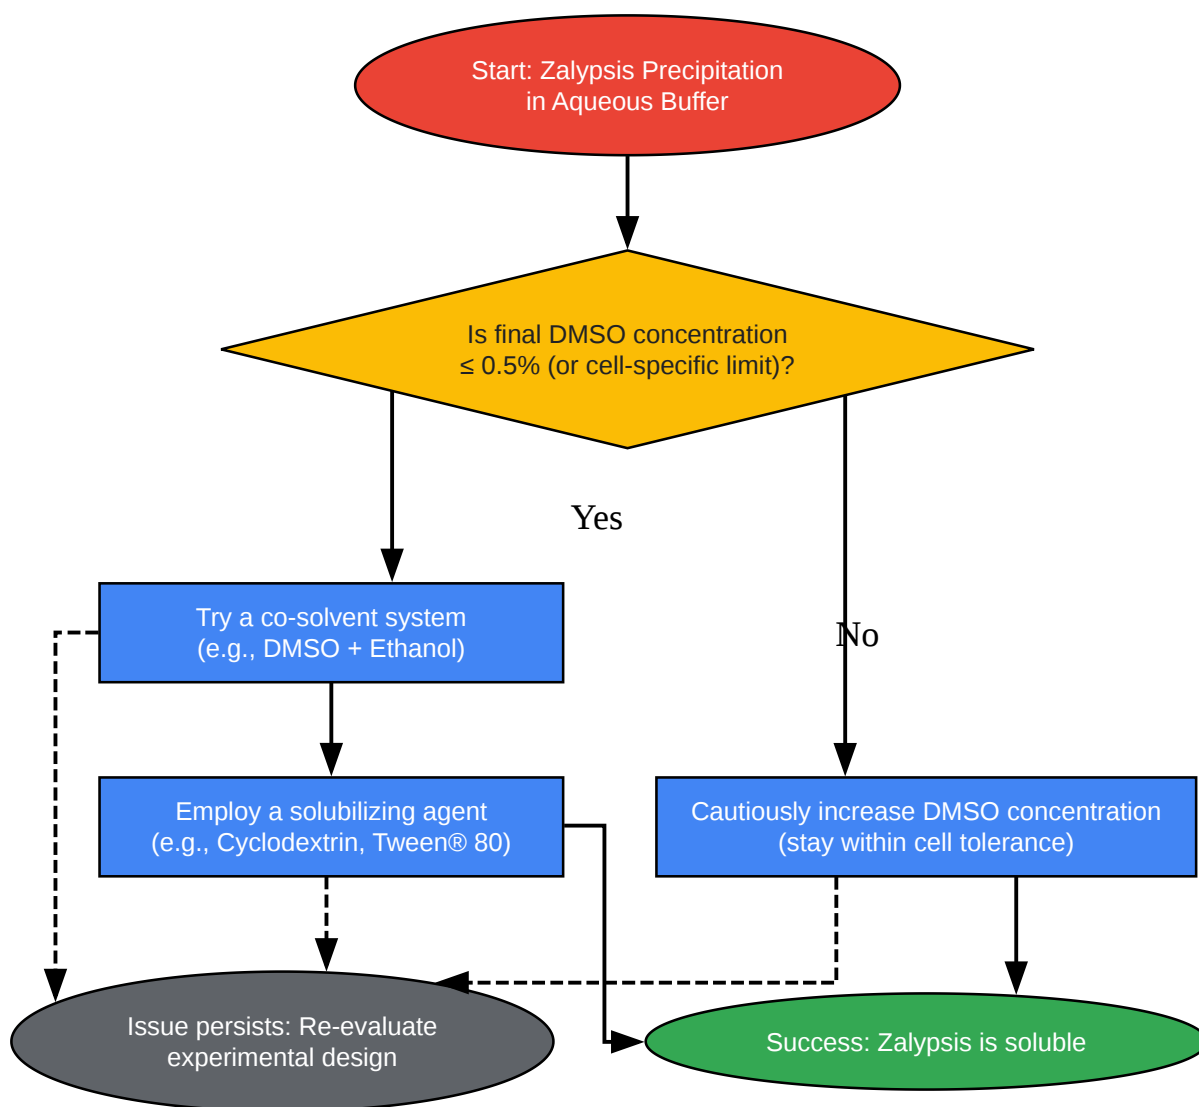 Start: Zalypsis Precipitation
in Aqueous Buffer
Is final DMSO concentration
≤ 0.5% (or cell-specific limit)?
Yes
Try a co-solvent system
(e.g., DMSO + Ethanol)
No
Employ a solubilizing agent
(e.g., Cyclodextrin, Tween® 80)
Cautiously increase DMSO concentration
(stay within cell tolerance)
Issue persists: Re-evaluate
experimental design
Success: Zalypsis is soluble